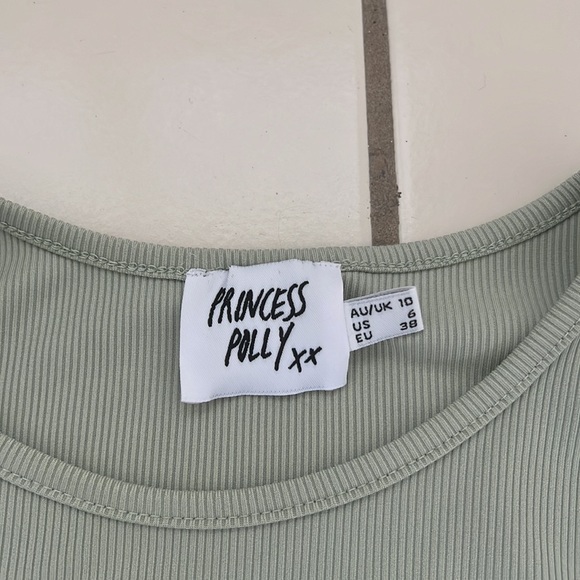 PRINCESS
POLLY xx
AU/UK 10
US 6
EU 38